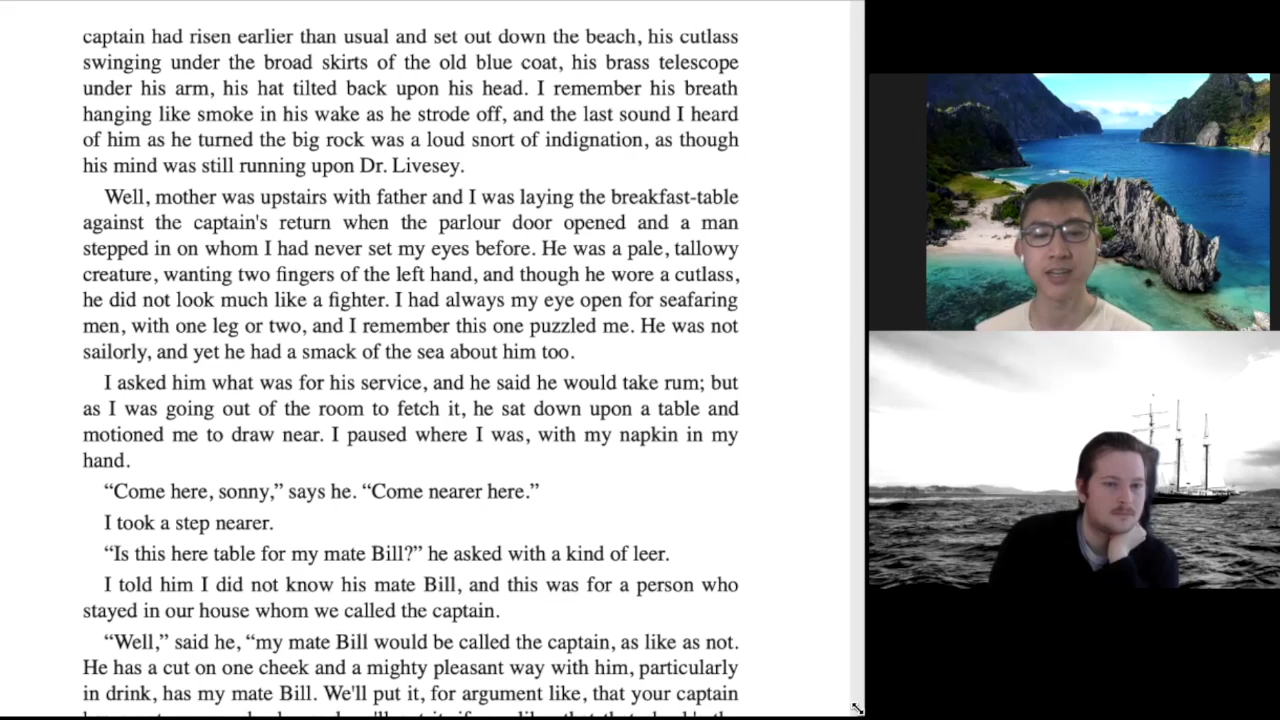 captain had risen earlier than usual and set out down the beach, his cutlass
swinging under the broad skirts of the old blue coat, his brass telescope
under his arm, his hat tilted back upon his head. I remember his breath
hanging like smoke in his wake as he strode off, and the last sound I heard
of him as he turned the big rock was a loud snort of indignation, as though
his mind was still running upon Dr. Livesey.
Well, mother was upstairs with father and I was laying the breakfast-table
against the captain's return when the parlour door opened and a man
stepped in on whom I had never set my eyes before. He was a pale, tallowy
creature, wanting two fingers of the left hand, and though he wore a cutlass,
he did not look much like a fighter. I had always my eye open for seafaring
men, with one leg or two, and I remember this one puzzled me. He was not
sailorly, and yet he had a smack of the sea about him too.
I asked him what was for his service, and he said he would take rum; but
as I was going out of the room to fetch it, he sat down upon a table and
motioned me to draw near. I paused where I was, with my napkin in my
hand.
“Come here, sonny,” says he. “Come nearer here.”
I took a step nearer.
“Is this here table for my mate Bill?” he asked with a kind of leer.
I told him I did not know his mate Bill, and this was for a person who
stayed in our house whom we called the captain.
“Well,” said he, “my mate Bill would be called the captain, as like as not.
He has a cut on one cheek and a mighty pleasant way with him, particularly
in drink, has my mate Bill. We'll put it, for argument like, that your captain